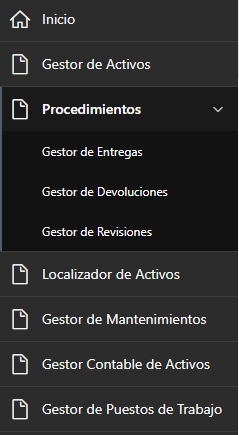 Inicio
Gestor de Activos
Procedimientos
Gestor de Entregas
Gestor de Devoluciones
Gestor de Revisiones
Localizador de Activos
Gestor de Mantenimientos
Gestor Contable de Activos
Gestor de Puestos de Trabajo